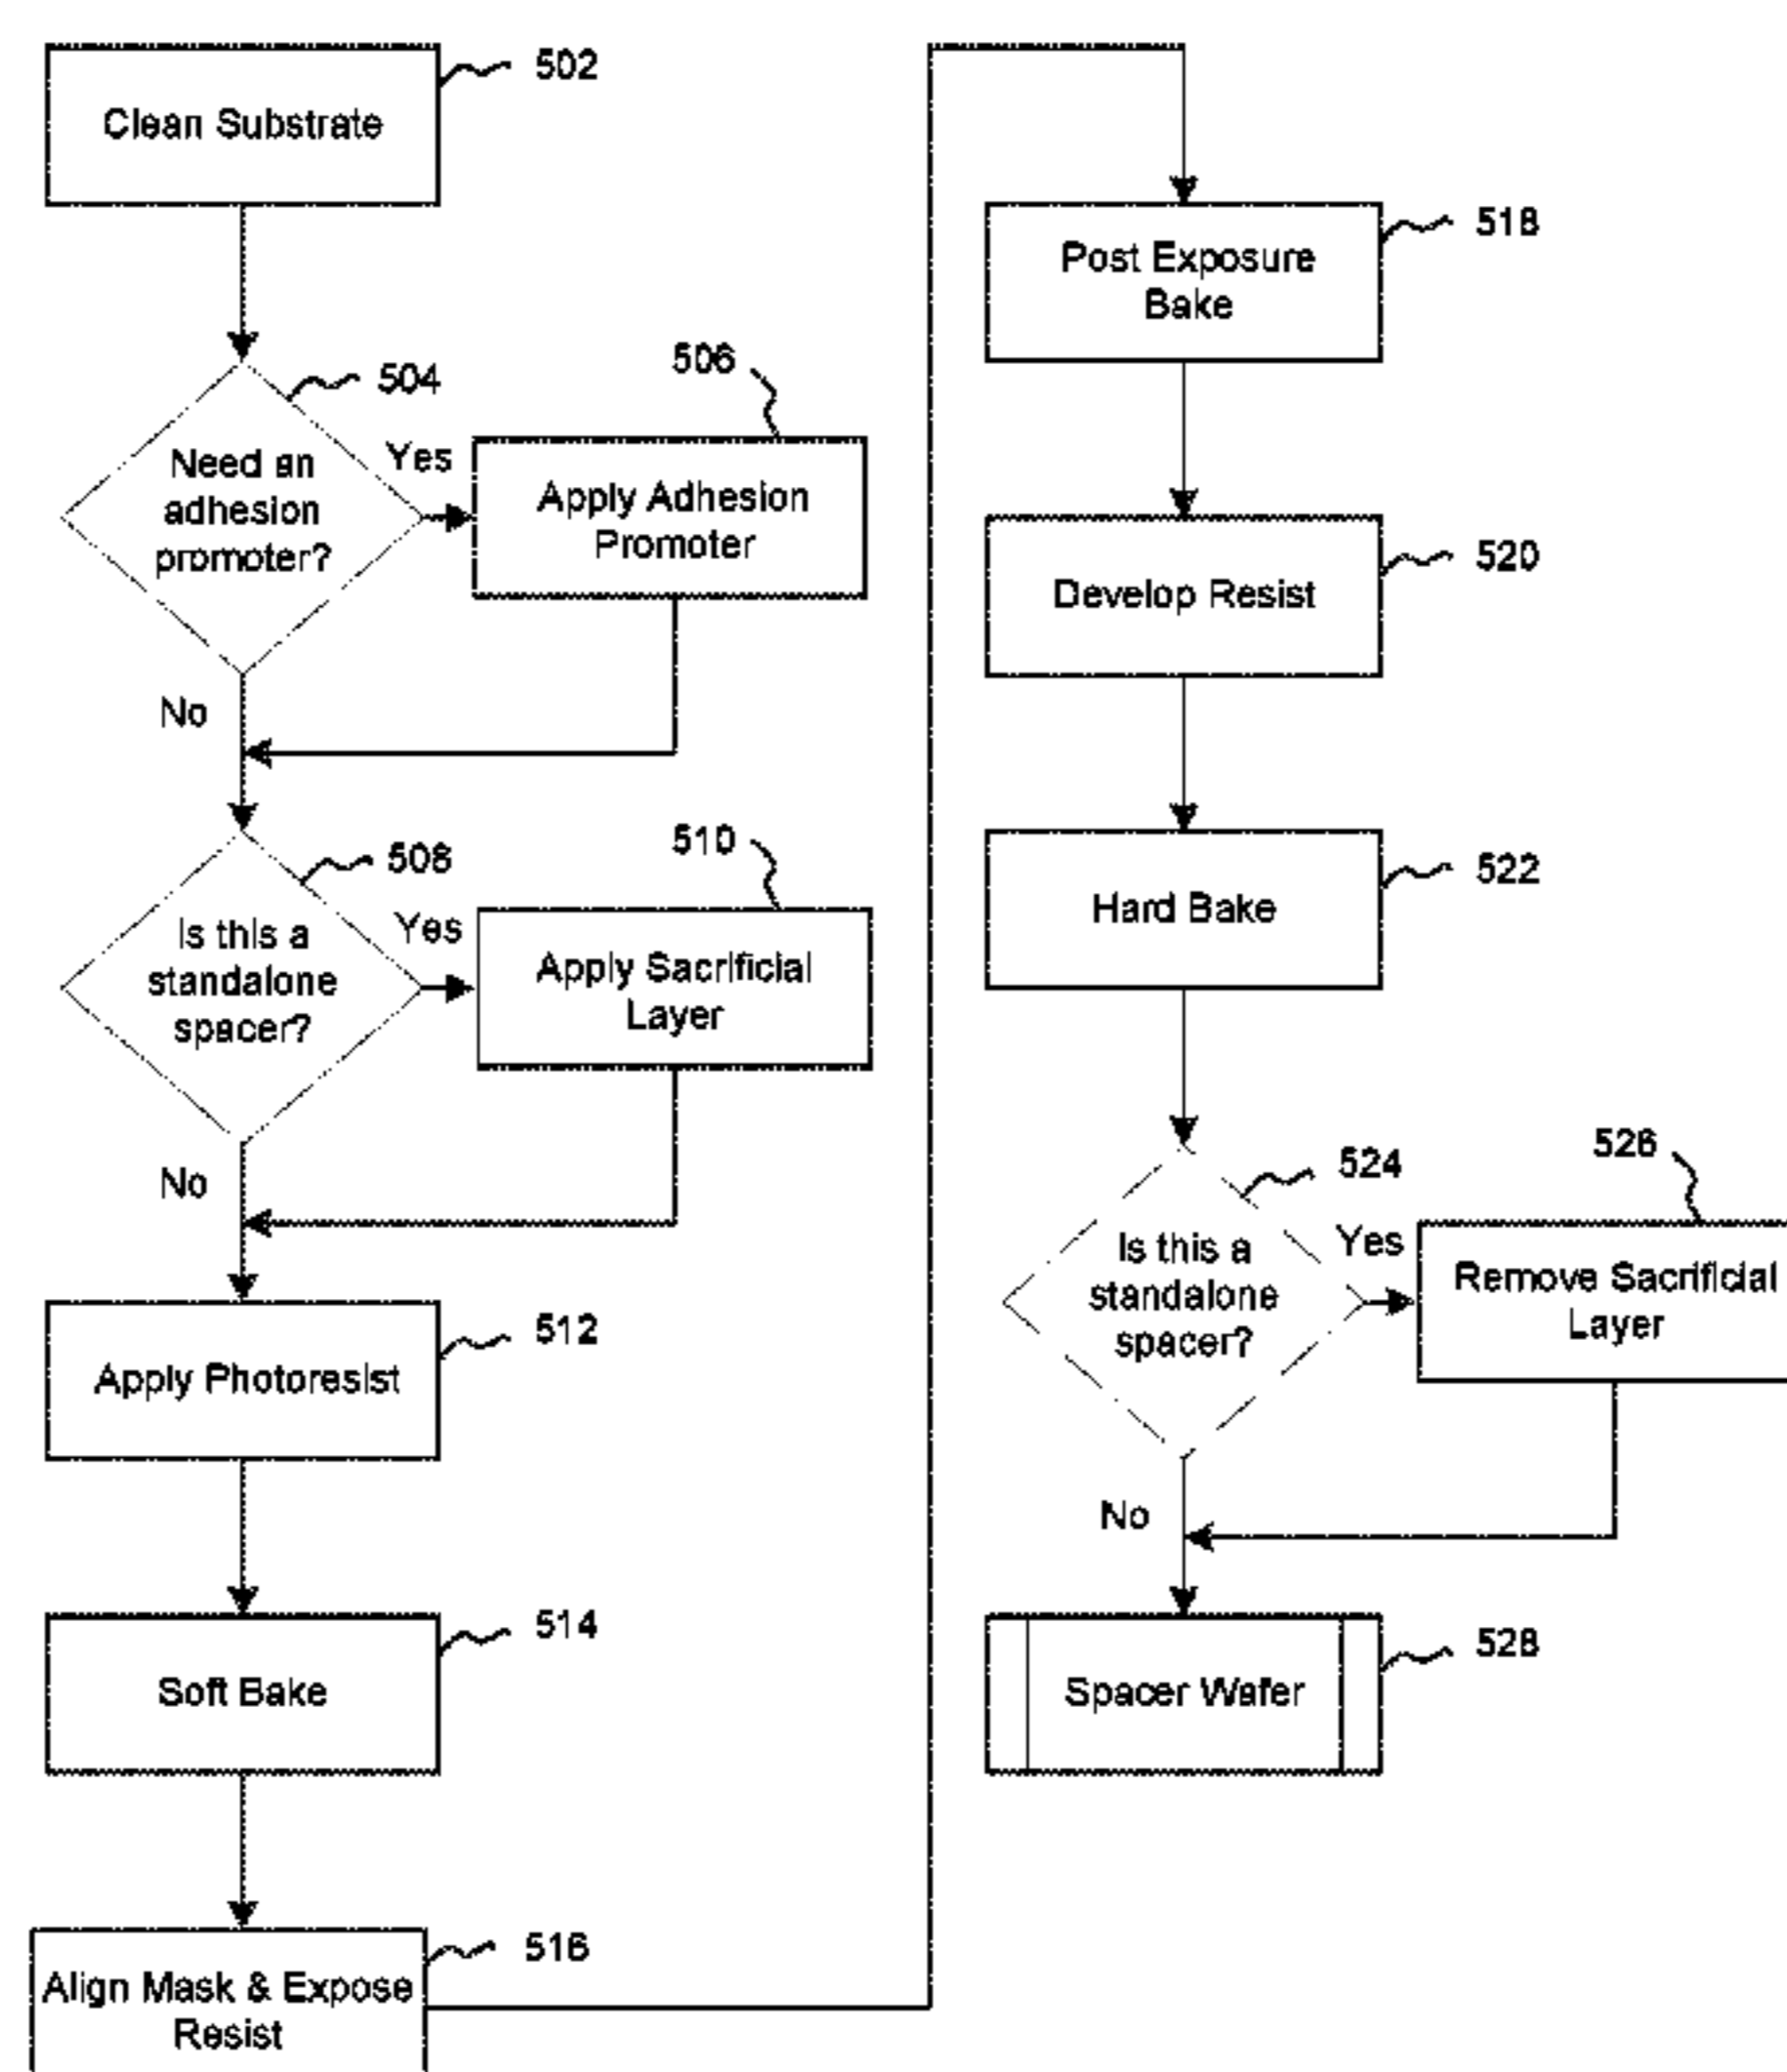 502
Clean Substrate
504
Need an
adhesion
promoter?
Yes
506
Apply Adhesion
Promoter
No
508
Is this a
standalone
spacer?
Yes
510
Apply Sacrificial
Layer
No
512
Apply Photoresist
514
Soft Bake
516
Align Mask & Expose
Resist
518
Post Exposure
Bake
520
Develop Resist
522
Hard Bake
524
Is this a
standalone
spacer?
Yes
526
Remove Sacrificial
Layer
No
528
Spacer Wafer